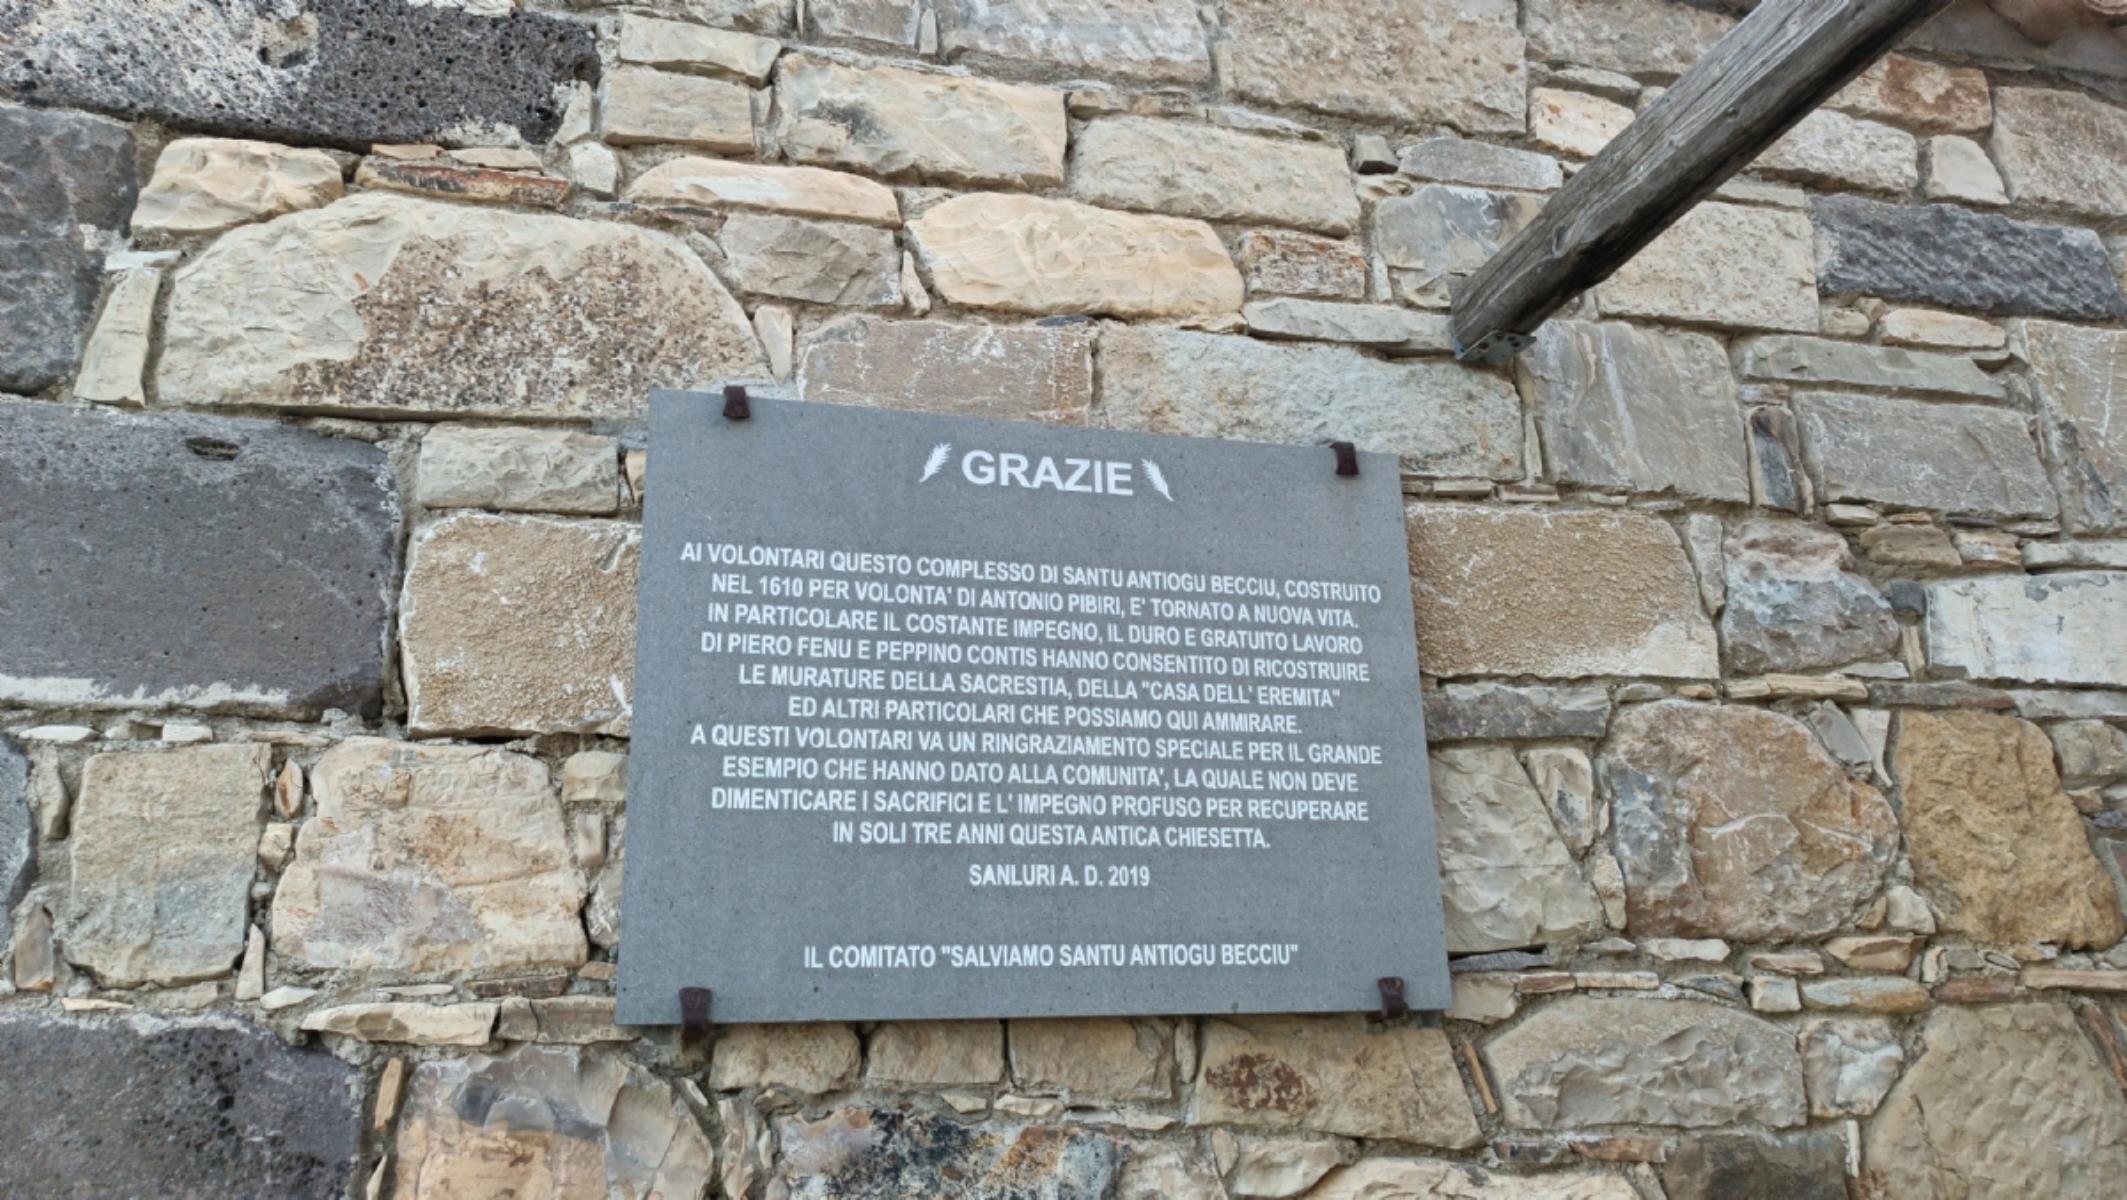 GRAZIE
AI VOLONTARI QUESTO COMPLESSO DI SANTU ANTIOGU BECCIU, COSTRUITO
NEL 1610 PER VOLONTA' DI ANTONIO PIBIRI, E' TORNATO A NUOVA VITA.
IN PARTICOLARE IL COSTANTE IMPEGNO, IL DURO E GRATUITO LAVORO
DI PIERO FENU E PEPPINO CONTIS HANNO CONSENTITO DI RICOSTRUIRE
LE MURATURE DELLA SACRESTIA, DELLA "CASA DELL' EREMITA"
ED ALTRI PARTICOLARI CHE POSSIAMO QUI AMMIRARE.
A QUESTI VOLONTARI VA UN RINGRAZIAMENTO SPECIALE PER IL GRANDE
ESEMPIO CHE HANNO DATO ALLA COMUNITA', LA QUALE NON DEVE
DIMENTICARE I SACRIFICI E L' IMPEGNO PROFUSO PER RECUPERARE
IN SOLI TRE ANNI QUESTA ANTICA CHIESETTA.
SANLURI A. D. 2019
IL COMITATO "SALVIAMO SANTU ANTIOGU BECCIU"